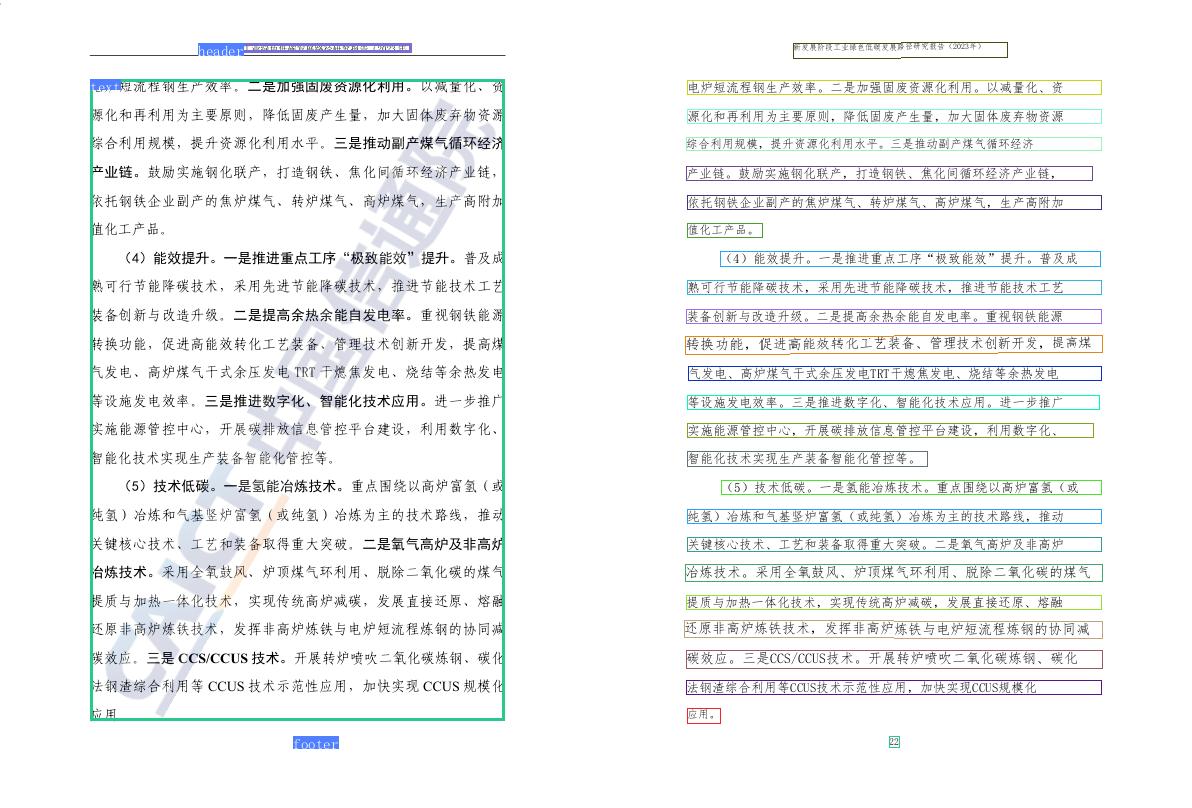 header
text短流程钢生产效率。二是加强固废资源化利用。以减量化、资
源化和再利用为主要原则，降低固废产生量，加大固体废弃物资源
综合利用规模，提升资源化利用水平。三是推动副产煤气循环经济
产业链。鼓励实施钢化联产，打造钢铁、焦化间循环经济产业链，
依托钢铁企业副产的焦炉煤气、转炉煤气、高炉煤气，生产高附加
值化工产品。
（4）能效提升。一是推进重点工序“极致能效”提升。普及成
熟可行节能降碳技术，采用先进节能降碳技术，推进节能技术工艺
装备创新与改造升级。二是提高余热余能自发电率。重视钢铁能源
转换功能，促进高能效转化工艺装备、管理技术创新开发，提高煤
气发电、高炉煤气干式余压发电 TRT 干熄焦发电、烧结等余热发电
等设施发电效率。三是推进数字化、智能化技术应用。进一步推广
实施能源管控中心，开展碳排放信息管控平台建设，利用数字化、
智能化技术实现生产装备智能化管控等。
（5）技术低碳。一是氢能冶炼技术。重点围绕以高炉富氢（或
纯氢）冶炼和气基竖炉富氢（或纯氢）冶炼为主的技术路线，推动
关键核心技术、工艺和装备取得重大突破。二是氧气高炉及非高炉
冶炼技术。采用全氧鼓风、炉顶煤气环利用、脱除二氧化碳的煤气
提质与加热一体化技术，实现传统高炉减碳，发展直接还原、熔融
还原非高炉炼铁技术，发挥非高炉炼铁与电炉短流程炼钢的协同减
碳效应。三是 CCS/CCUS 技术。开展转炉喷吹二氧化碳炼钢、碳化
法钢渣综合利用等 CCUS 技术示范性应用，加快实现 CCUS 规模化
应用
footer
CAICT 中国信通院
新发展阶段工业绿色低碳发展路径研究报告（2023年）
电炉短流程钢生产效率。二是加强固废资源化利用。以减量化、资
源化和再利用为主要原则，降低固废产生量，加大固体废弃物资源
综合利用规模，提升资源化利用水平。三是推动副产煤气循环经济
产业链。鼓励实施钢化联产，打造钢铁、焦化间循环经济产业链，
依托钢铁企业副产的焦炉煤气、转炉煤气、高炉煤气，生产高附加
值化工产品。
（4）能效提升。一是推进重点工序“极致能效”提升。普及成
熟可行节能降碳技术，采用先进节能降碳技术，推进节能技术工艺
装备创新与改造升级。二是提高余热余能自发电率。重视钢铁能源
转换功能，促进高能效转化工艺装备、管理技术创新开发，提高煤
气发电、高炉煤气干式余压发电TRT干熄焦发电、烧结等余热发电
等设施发电效率。三是推进数字化、智能化技术应用。进一步推广
实施能源管控中心，开展碳排放信息管控平台建设，利用数字化、
智能化技术实现生产装备智能化管控等。
（5）技术低碳。一是氢能冶炼技术。重点围绕以高炉富氢（或
纯氢）冶炼和气基竖炉富氢（或纯氢）冶炼为主的技术路线，推动
关键核心技术、工艺和装备取得重大突破。二是氧气高炉及非高炉
冶炼技术。采用全氧鼓风、炉顶煤气环利用、脱除二氧化碳的煤气
提质与加热一体化技术，实现传统高炉减碳，发展直接还原、熔融
还原非高炉炼铁技术，发挥非高炉炼铁与电炉短流程炼钢的协同减
碳效应。三是CCS/CCUS技术。开展转炉喷吹二氧化碳炼钢、碳化
法钢渣综合利用等CCUS技术示范性应用，加快实现CCUS规模化
应用。
22